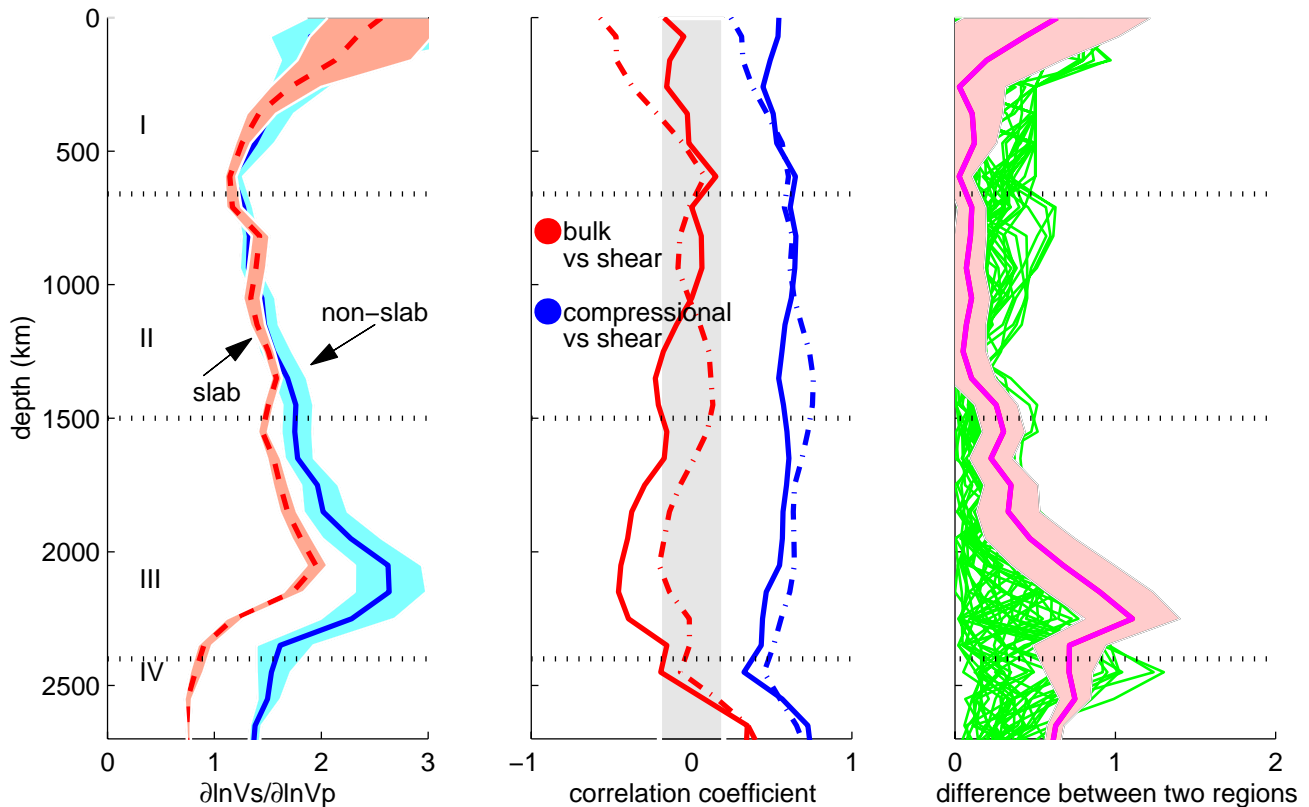 0
500
1000
1500
2000
2500
depth (km)
I
II
III
IV
non−slab
slab
0
1
2
3
∂lnVs/∂lnVp
bulk
vs shear
compressional
vs shear
−1
0
1
correlation coefficient
0
1
2
difference between two regions